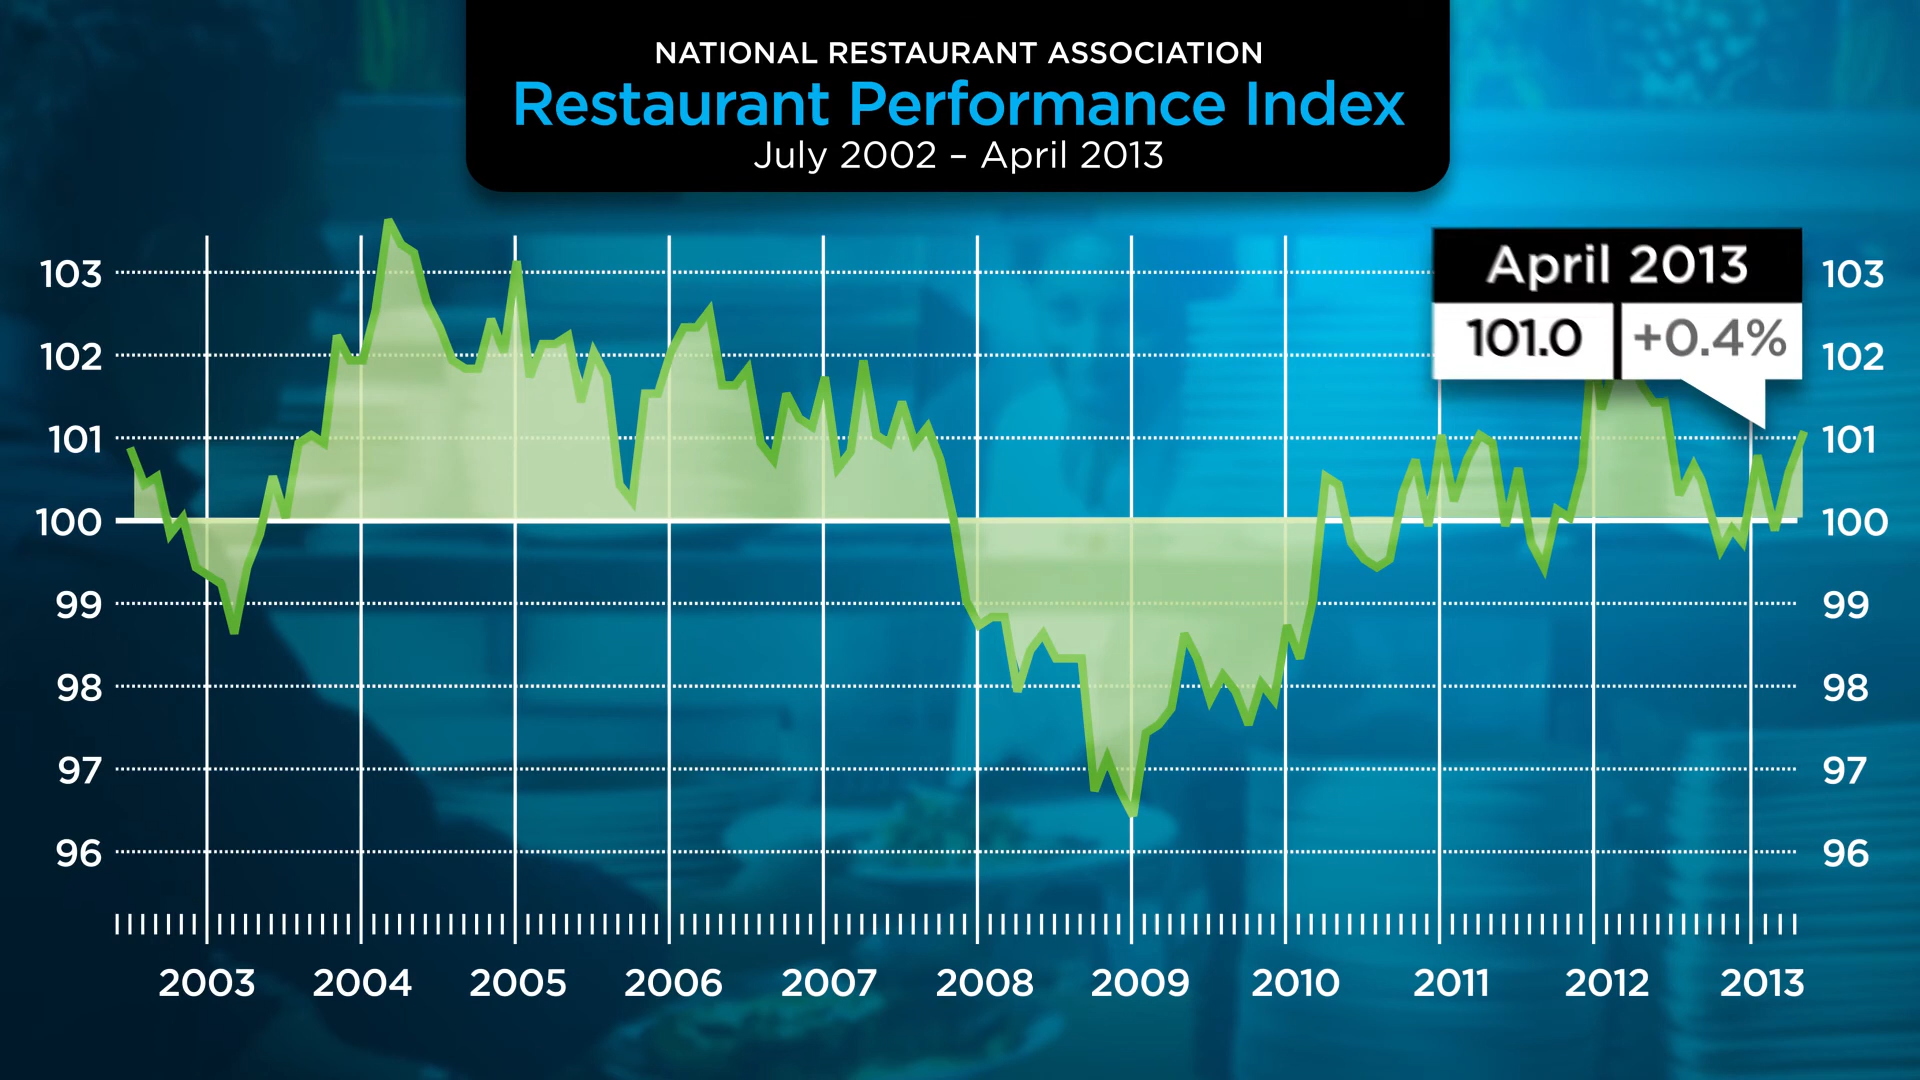 NATIONAL RESTAURANT ASSOCIATION
Restaurant Performance Index
July 2002 – April 2013
April 2013
101.0 +0.4%
103 103
102 102
101 101
100 100
99 99
98 98
97 97
96 96
2003 2004 2005 2006 2007 2008 2009 2010 2011 2012 2013